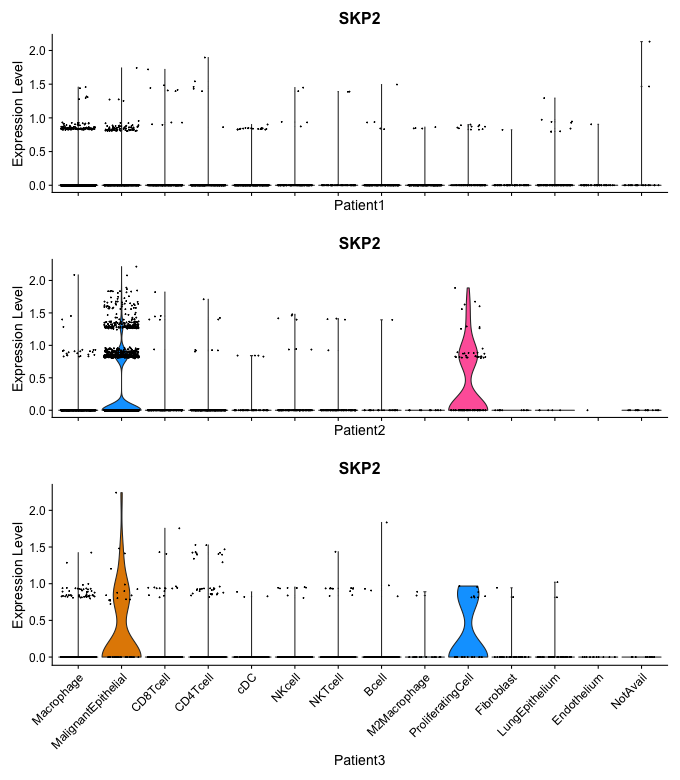 SKP2
Expression Level
2.0
1.5
1.0
0.5
0.0
Patient1
SKP2
Expression Level
2.0
1.5
1.0
0.5
0.0
Patient2
SKP2
Expression Level
2.0
1.5
1.0
0.5
0.0
Macrophage
MalignantEpithelial
CD8Tcell
CD4Tcell
cDC
NKcell
NKTcell
Bcell
M2Macrophage
ProliferatingCell
Fibroblast
LungEpithelium
Endothelium
NotAvail
Patient3